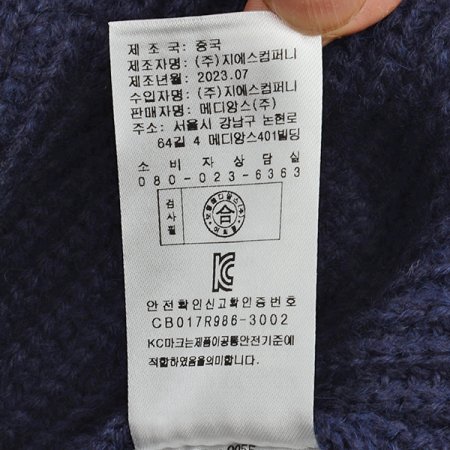 제 조 국: 중국
제조자명: (주)지에스컴퍼니
제조년월: 2023.07
수입자명: (주)지에스컴퍼니
판매자명: 메디앙스(주)
주소: 서울시 강남구 논현로
64길 4 메디앙스401빌딩
소 비 자 상 담 실
080-023-6363
검사필
合
KC
안전확인신고확인증번호
CB017R986-3002
KC마크는제품이공통안전기준에
적합하였음을의미합니다.